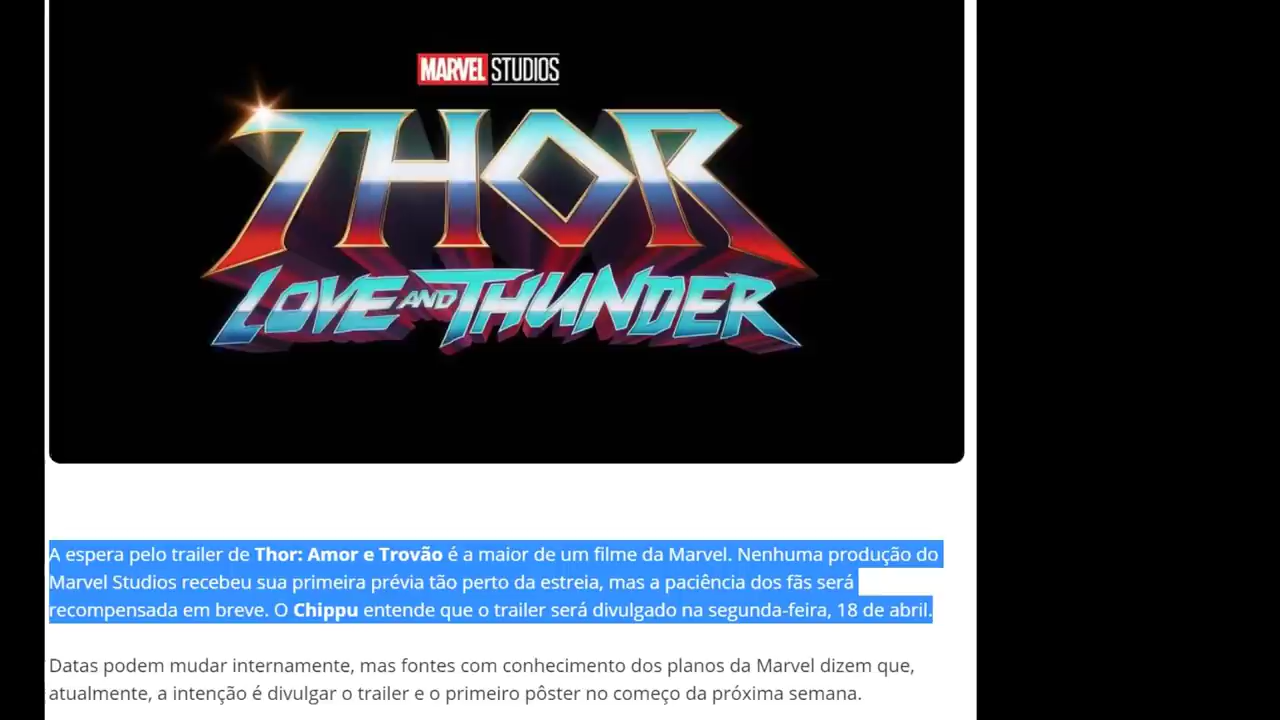 MARVEL STUDIOS
THOR
LOVE AND THUNDER
A espera pelo trailer de Thor: Amor e Trovão é a maior de um filme da Marvel. Nenhuma produção do
Marvel Studios recebeu sua primeira prévia tão perto da estreia, mas a paciência dos fãs será
recompensada em breve. O Chippu entende que o trailer será divulgado na segunda-feira, 18 de abril.
Datas podem mudar internamente, mas fontes com conhecimento dos planos da Marvel dizem que,
atualmente, a intenção é divulgar o trailer e o primeiro pôster no começo da próxima semana.